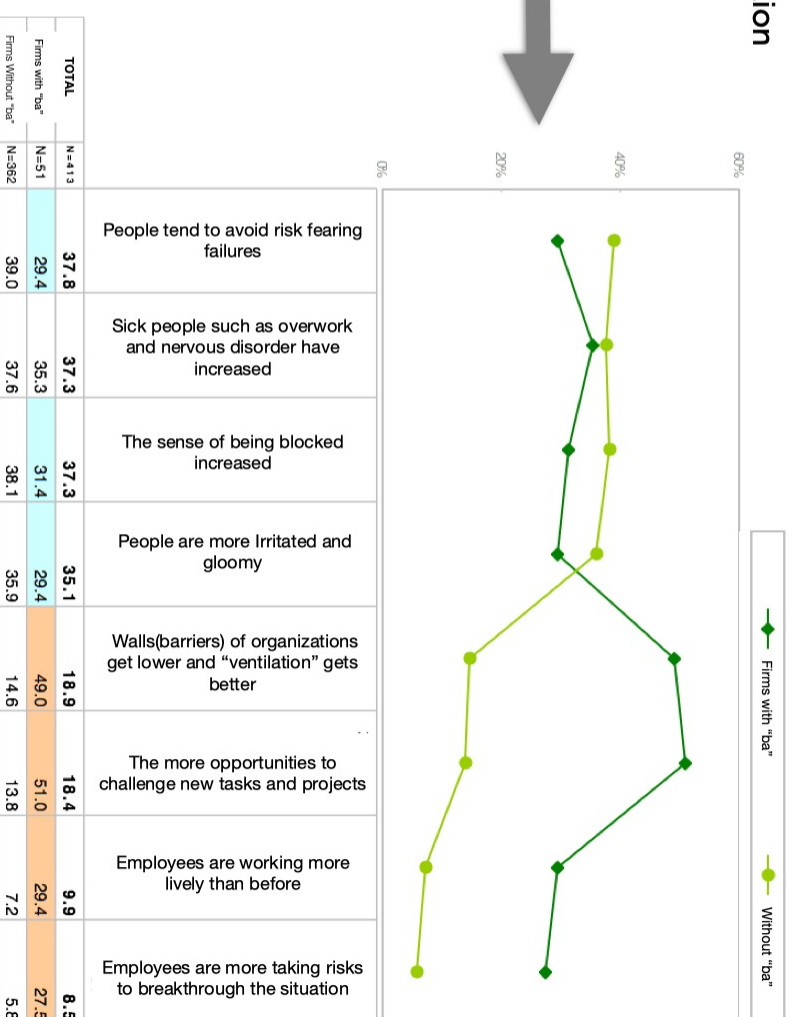 ion
0%
20%
40%
60%
Firms with "ba"
Without "ba"
People tend to avoid risk fearing
failures
Sick people such as overwork
and nervous disorder have
increased
The sense of being blocked
increased
People are more Irritated and
gloomy
Walls(barriers) of organizations
get lower and “ventilation” gets
better
The more opportunities to
challenge new tasks and projects
Employees are working more
lively than before
Employees are more taking risks
to breakthrough the situation
TOTAL N=413 37.8 37.3 37.3 35.1 18.9 18.4 9.9 8.5
Firms with "ba" N=51 29.4 35.3 31.4 29.4 49.0 51.0 29.4 27.5
Firms Without "ba" N=362 39.0 37.6 38.1 35.9 14.6 13.8 7.2 5.8